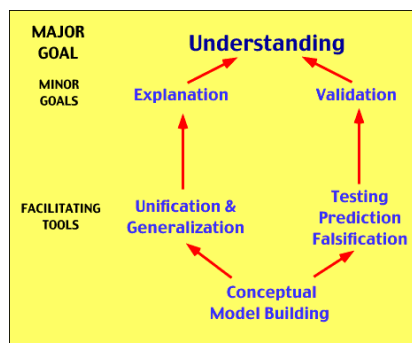 MAJOR
GOAL
Understanding
MINOR
GOALS
Explanation
Validation
FACILITATING
TOOLS
Unification &
Generalization
Testing
Prediction
Falsification
Conceptual
Model Building